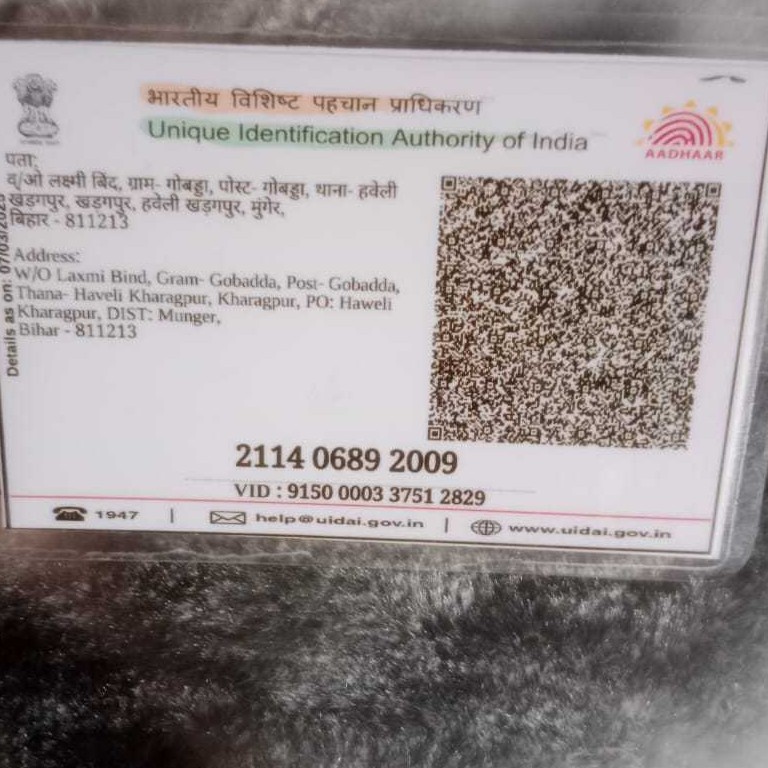 भारतीय विशिष्ट पहचान प्राधिकरण
Unique Identification Authority of India
AADHAAR
पता:
व/ओ लक्ष्मी बिंद, ग्राम- गोबड्डा, पोस्ट- गोबड्डा, थाना- हवेली
खड़गपुर, खड़गपुर, हवेली खड़गपुर, मुंगेर,
बिहार - 811213
Address:
W/O Laxmi Bind, Gram- Gobadda, Post- Gobadda,
Thana- Haveli Kharagpur, Kharagpur, PO: Haweli
Kharagpur, DIST: Munger,
Bihar - 811213
Details as on:
2114 0689 2009
VID : 9150 0003 3751 2829
1947 | help@uidai.gov.in | www.uidai.gov.in